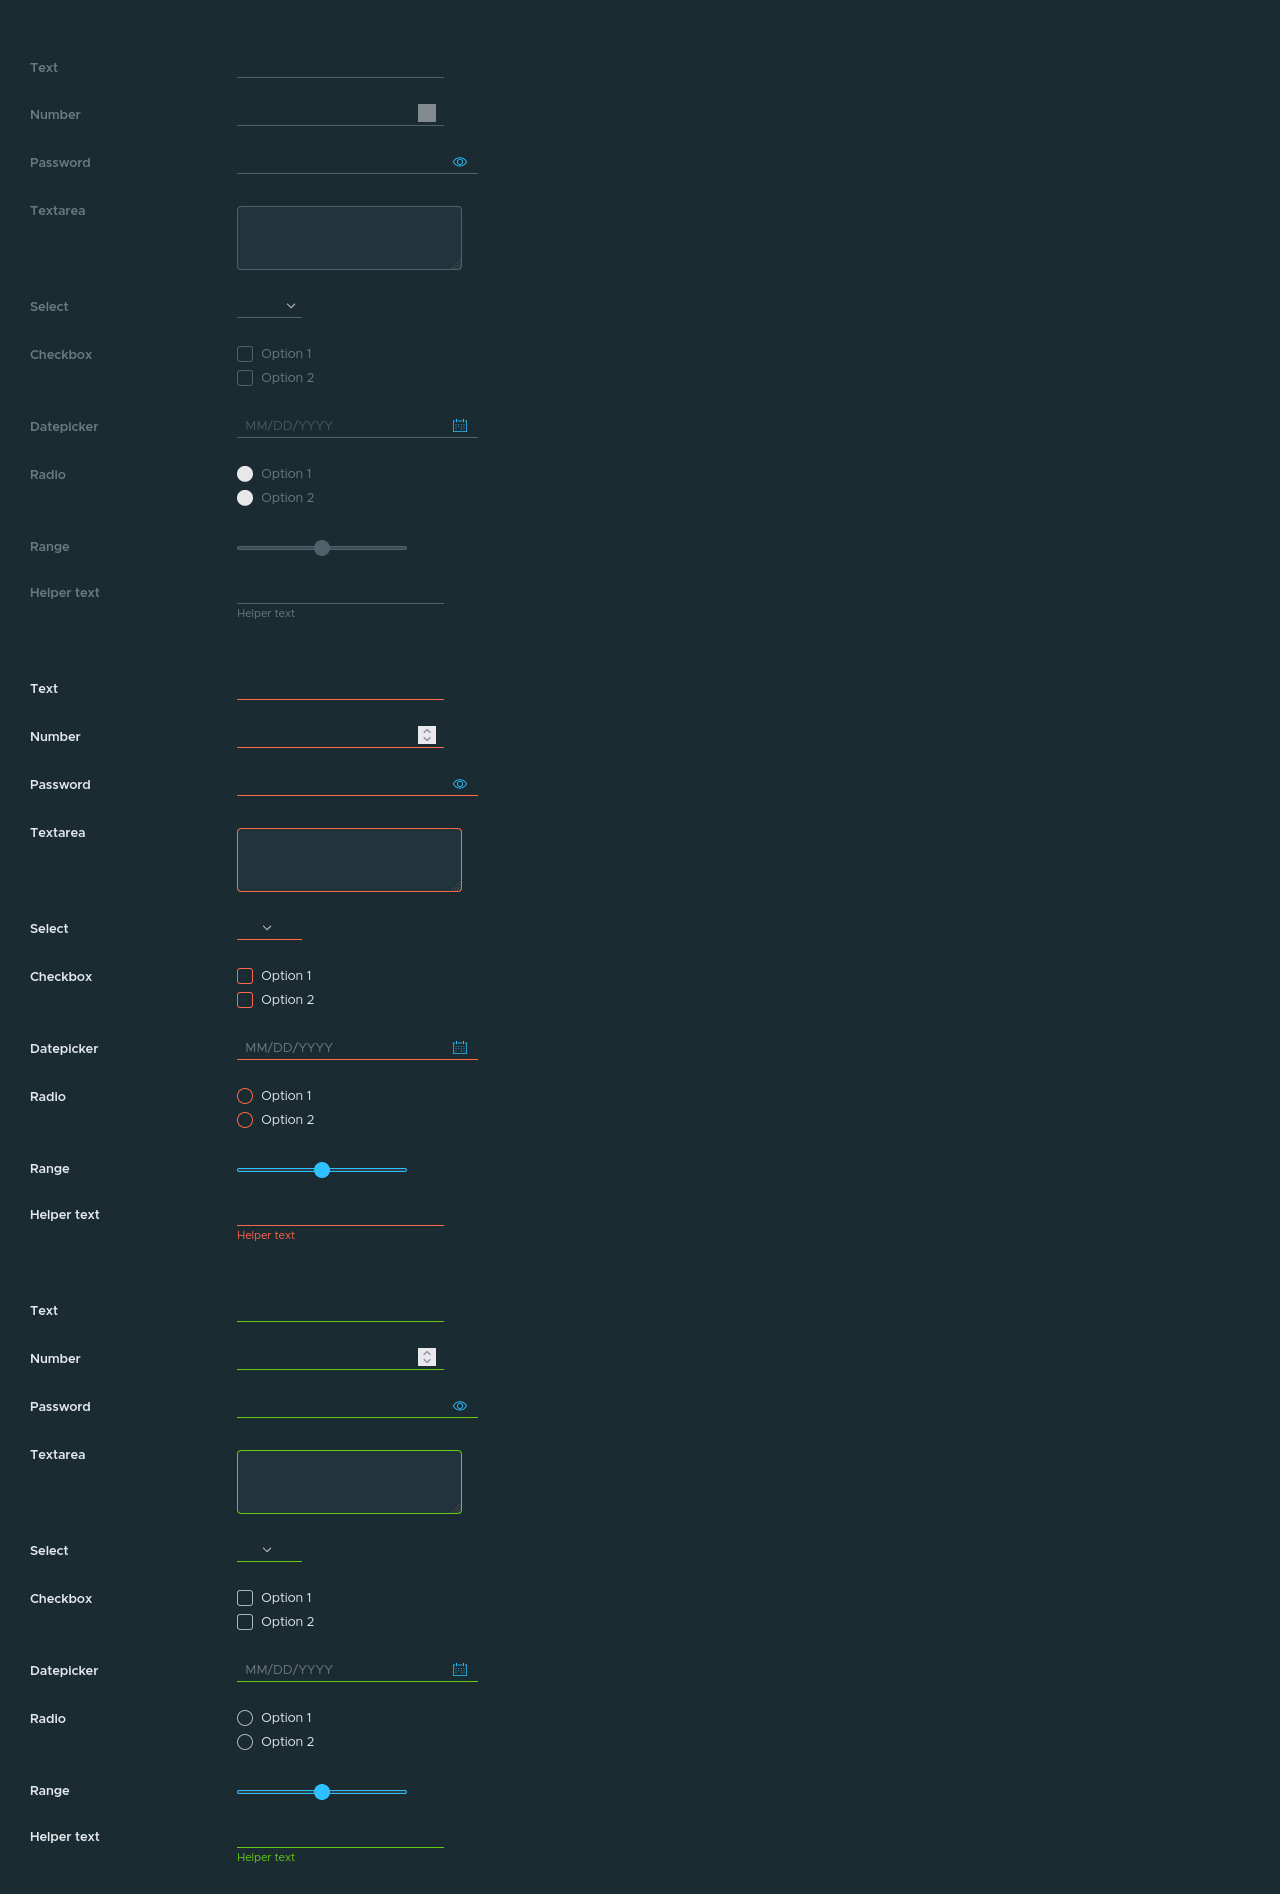 Text
Number
Password
Textarea
Select
Checkbox
Option 1
Option 2
Datepicker
MM/DD/YYYY
Radio
Option 1
Option 2
Range
Helper text
Helper text
Text
Number
Password
Textarea
Select
Checkbox
Option 1
Option 2
Datepicker
MM/DD/YYYY
Radio
Option 1
Option 2
Range
Helper text
Helper text
Text
Number
Password
Textarea
Select
Checkbox
Option 1
Option 2
Datepicker
MM/DD/YYYY
Radio
Option 1
Option 2
Range
Helper text
Helper text